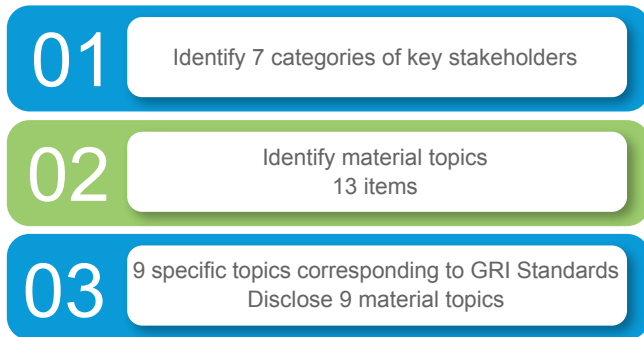 01
Identify 7 categories of key stakeholders
02
Identify material topics
13 items
03
9 specific topics corresponding to GRI Standards
Disclose 9 material topics